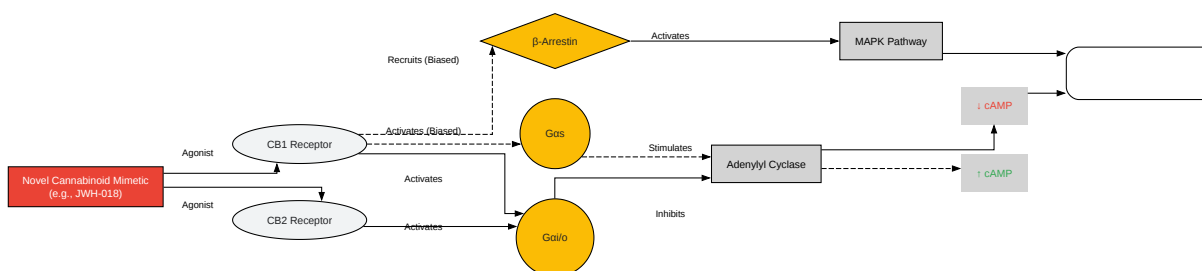 β-Arrestin
Activates
MAPK Pathway
Recruits (Biased)
↓ cAMP
Activates (Biased)
Gαs
CB1 Receptor
Agonist
Stimulates
Adenylyl Cyclase
↑ cAMP
Novel Cannabinoid Mimetic
(e.g., JWH-018)
Activates
Agonist
CB2 Receptor
Activates
Inhibits
Gαi/o